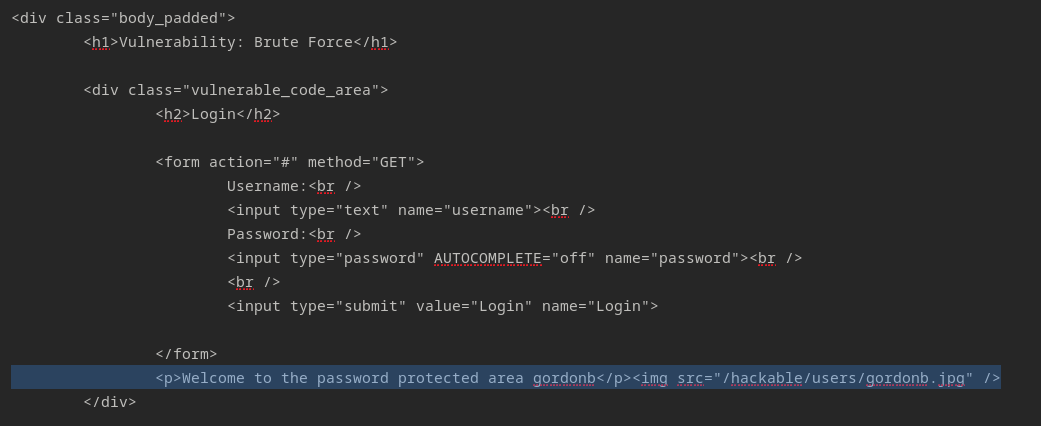 <div class="body_padded">
<h1>Vulnerability: Brute Force</h1>
<div class="vulnerable_code_area">
<h2>Login</h2>
<form action="#" method="GET">
Username:<br />
<input type="text" name="username"><br />
Password:<br />
<input type="password" AUTOCOMPLETE="off" name="password"><br />
<br />
<input type="submit" value="Login" name="Login">
</form>
<p>Welcome to the password protected area gordonb</p><img src="/hackable/users/gordonb.jpg" />
</div>